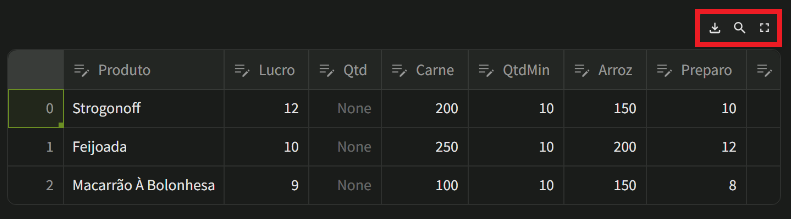 Produto Lucro Qtd Carne QtdMin Arroz Preparo
0 Strogonoff 12 None 200 10 150 10
1 Feijoada 10 None 250 10 200 12
2 Macarrão À Bolonhesa 9 None 100 10 150 8